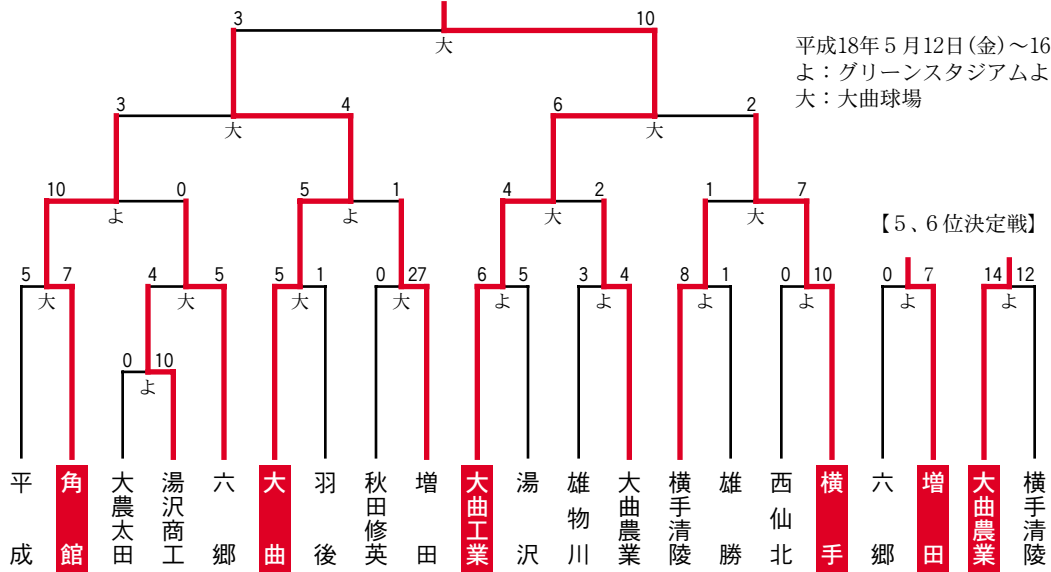 3 10
大
平成18年5月12日(金)～16
よ：グリーンスタジアムよ
大：大曲球場
3 4 6 2
大 大
10 0 5 1 4 2 1 7
よ よ 大 大
【5、6位決定戦】
5 7 4 5 5 1 0 27 6 5 3 4 8 1 0 10 0 7 14 12
大 大 大 大 よ よ よ よ よ よ
0 10
よ
平成
角館
大農太田
湯沢商工
六郷
大曲
羽後
秋田修英
増田
大曲工業
湯沢
雄物川
大曲農業
横手清陵
雄勝
西仙北
横手
六郷
増田
大曲農業
横手清陵